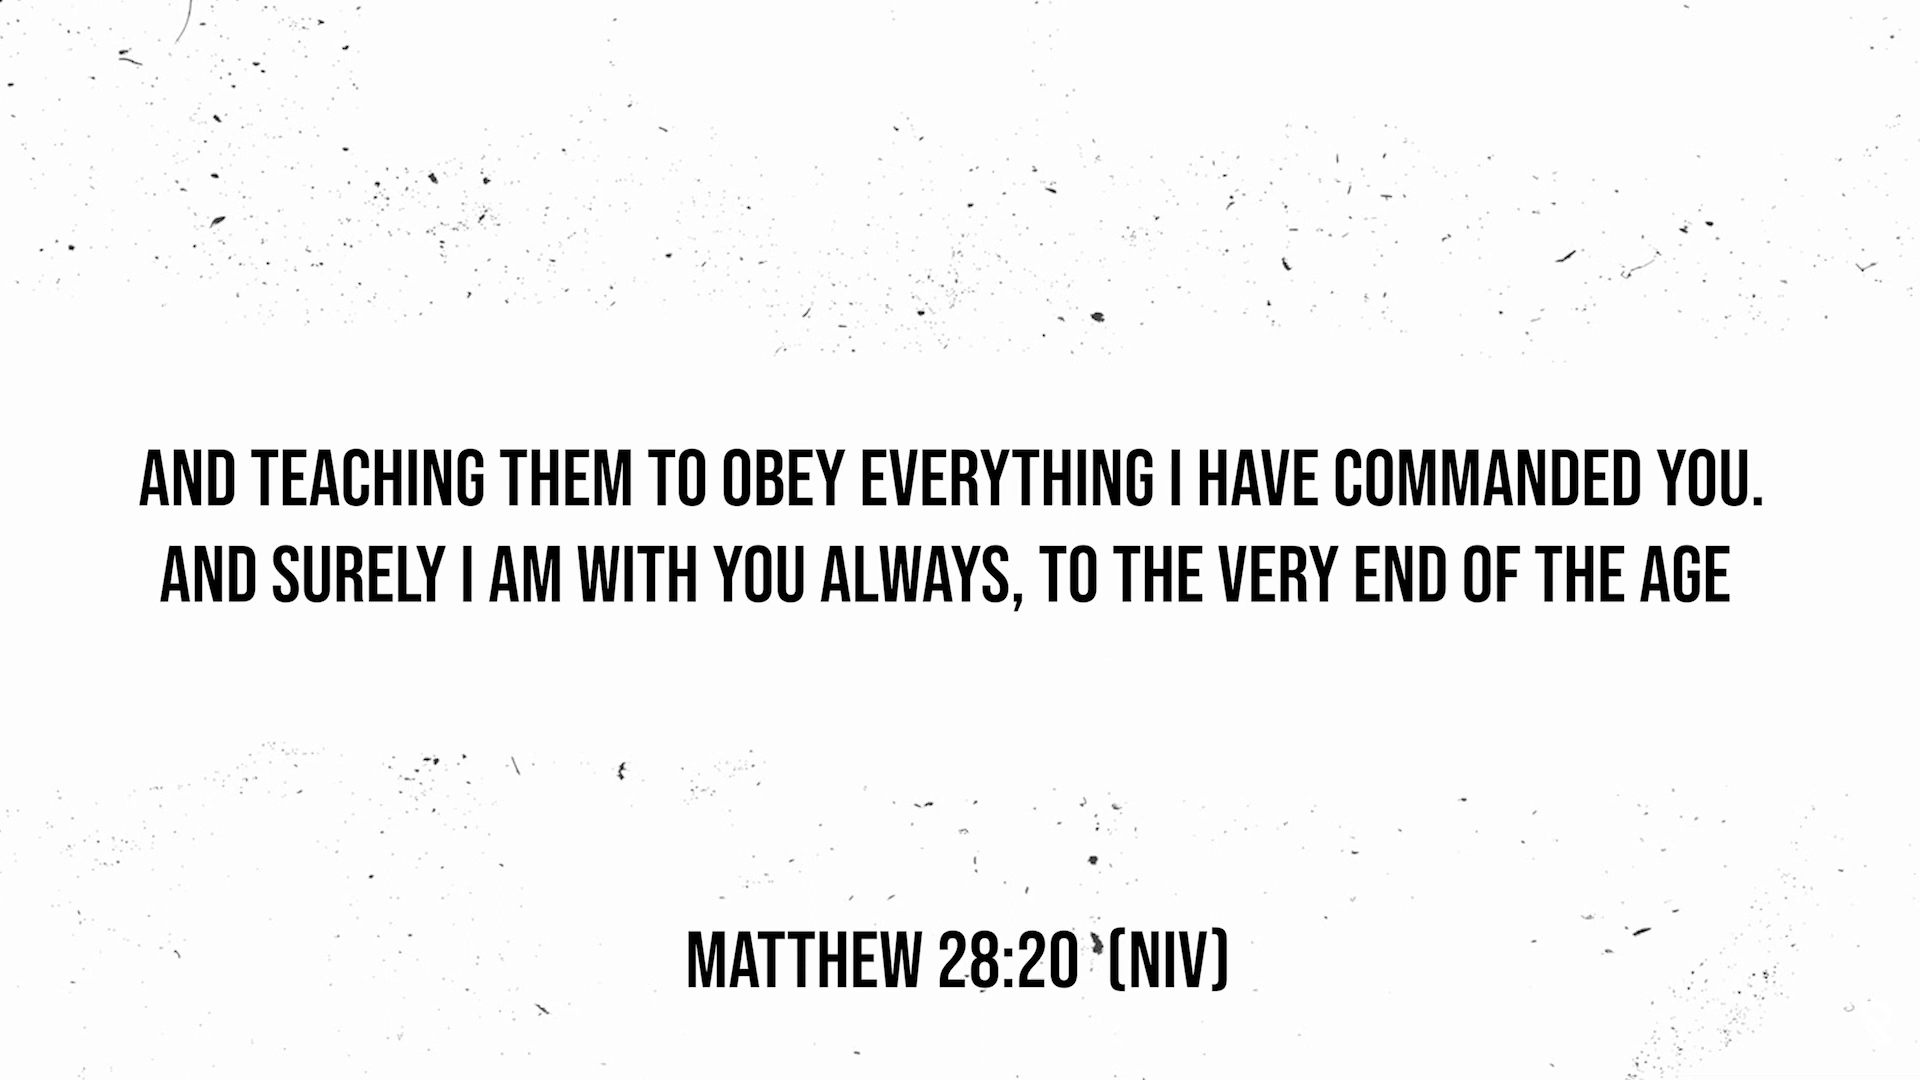 AND TEACHING THEM TO OBEY EVERYTHING I HAVE COMMANDED YOU.
AND SURELY I AM WITH YOU ALWAYS, TO THE VERY END OF THE AGE
MATTHEW 28:20 (NIV)